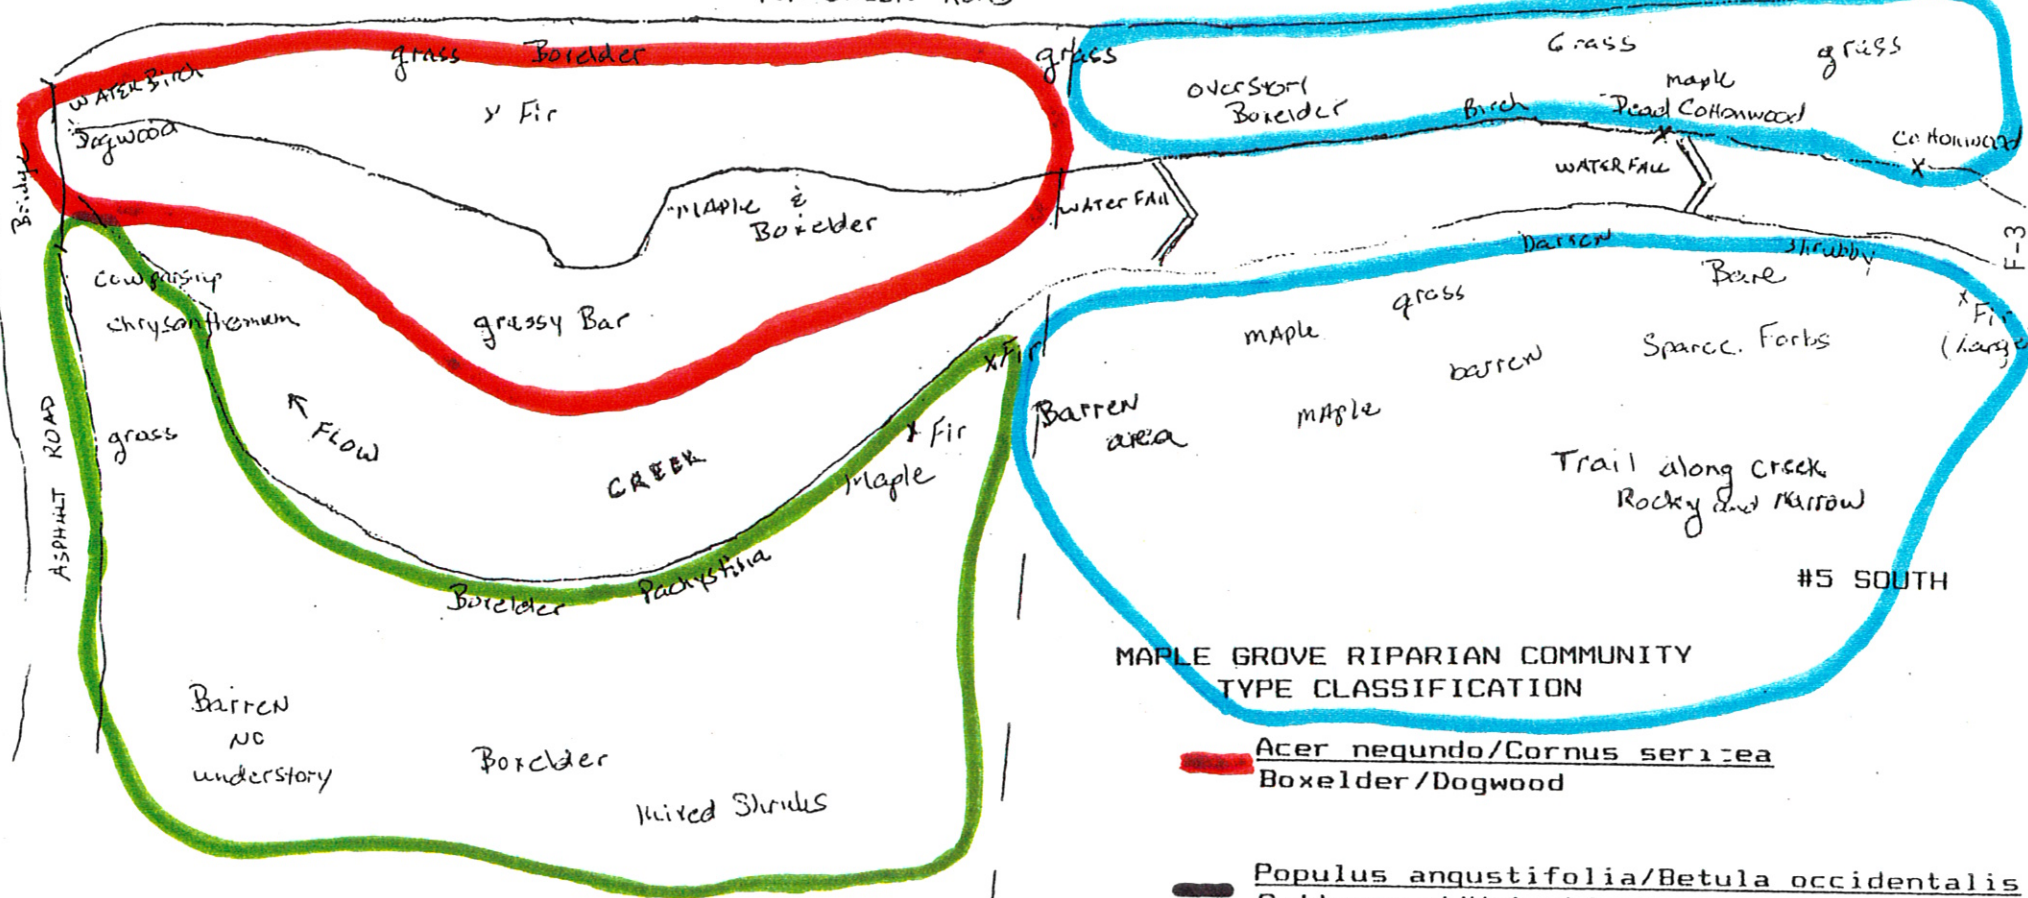 grass Boxelder
WATER Birch
Fir
Dogwood
Bridge
MAPle &
Boxelder
grass
Grass
grass
overstory
Boxelder
Birch
maple
Dead Cottonwood
Cottonwood
WATER FALL
WATER FALL
F-3
Cowparsnip
Chrysanthemum
grassy Bar
Barren
shrubby
Bare
grass
MAPle
barren
Sparce. Forbs
Fir
(large
Fir
Barren
area
MAPle
ASPHALT ROAD
grass
FLOW
CREEK
Fir
Maple
Trail along creek
Rocky and Narrow
#5 SOUTH
Boxelder
Pachystima
Barren
NO
understory
Boxelder
Mixed Shrubs
MAPLE GROVE RIPARIAN COMMUNITY
TYPE CLASSIFICATION
Acer negundo/Cornus sericea
Boxelder/Dogwood
Populus angustifolia/Betula occidentalis